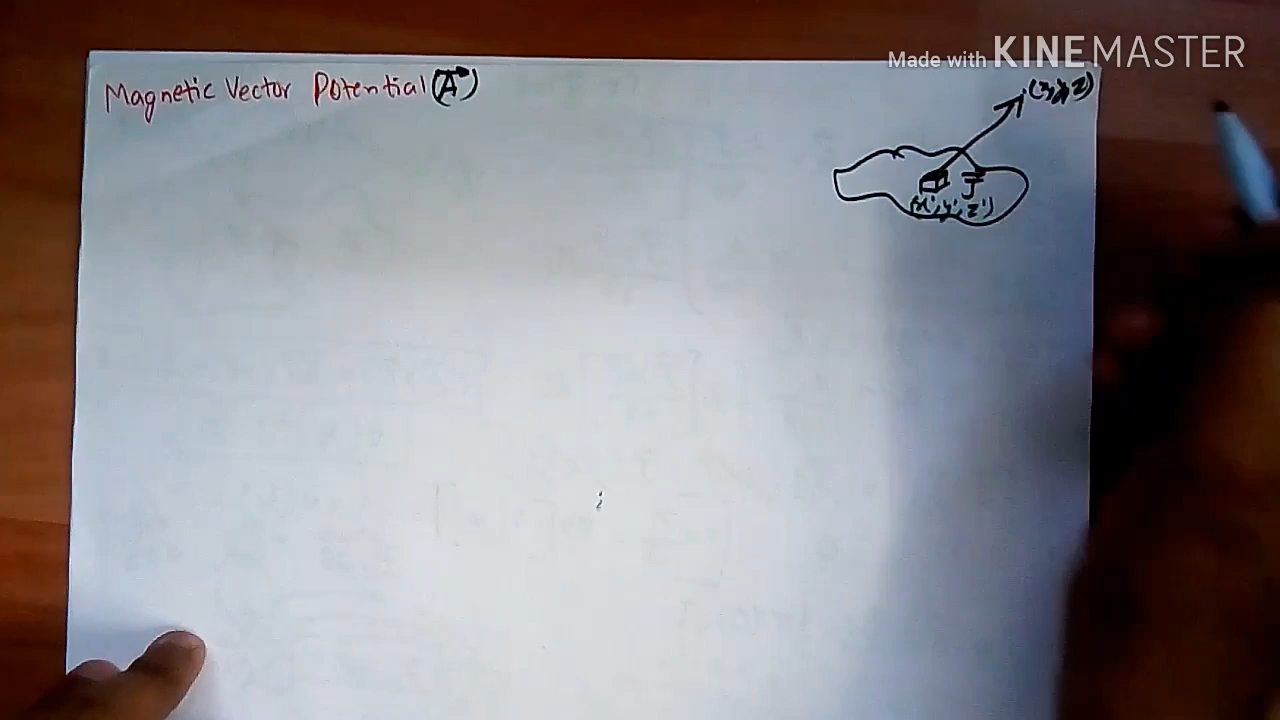 Made with KINEMASTER
Magnetic Vector Potential (A⃗)
(x, y, z)
J
(x', y', z')